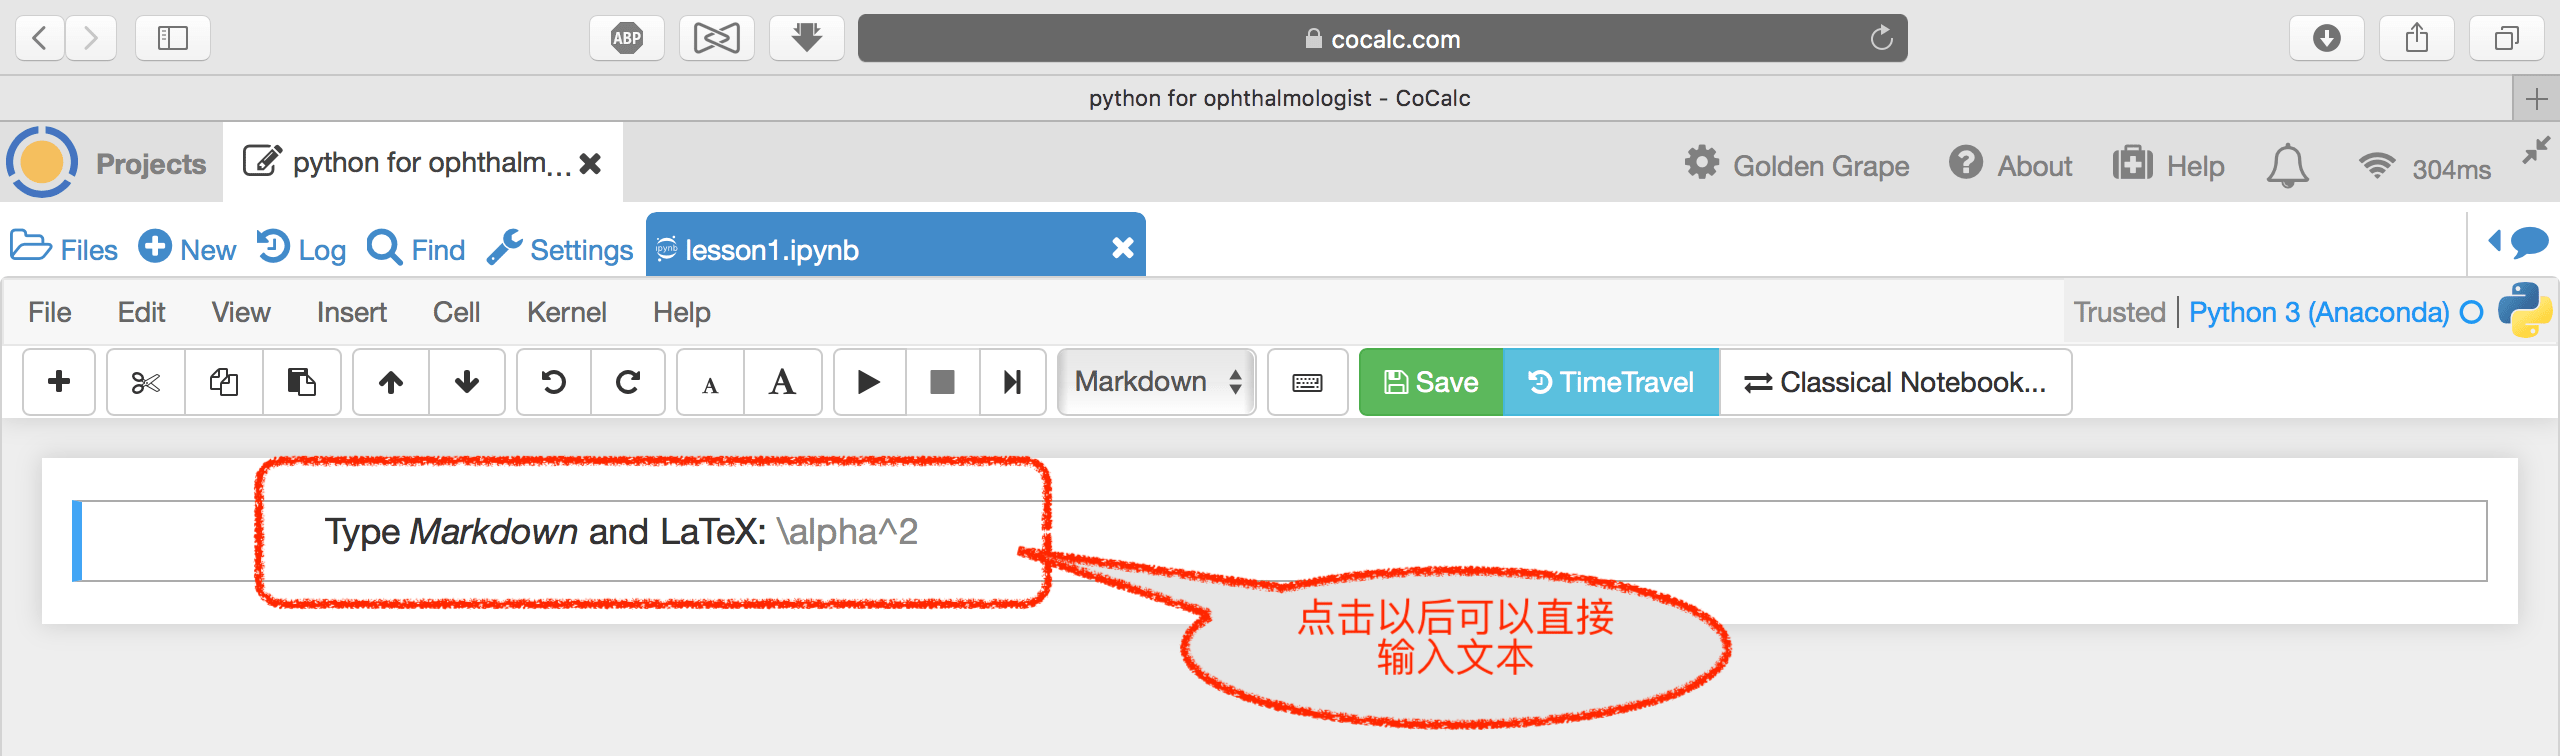 ABP
cocalc.com
python for ophthalmologist - CoCalc
Projects
python for ophthalm...
Golden Grape
About
Help
304ms
Files
New
Log
Find
Settings
ipynb
lesson1.ipynb
File
Edit
View
Insert
Cell
Kernel
Help
Trusted
Python 3 (Anaconda)
A
A
Markdown
Save
TimeTravel
Classical Notebook...
Type Markdown and LaTeX: \alpha^2
点击以后可以直接
输入文本